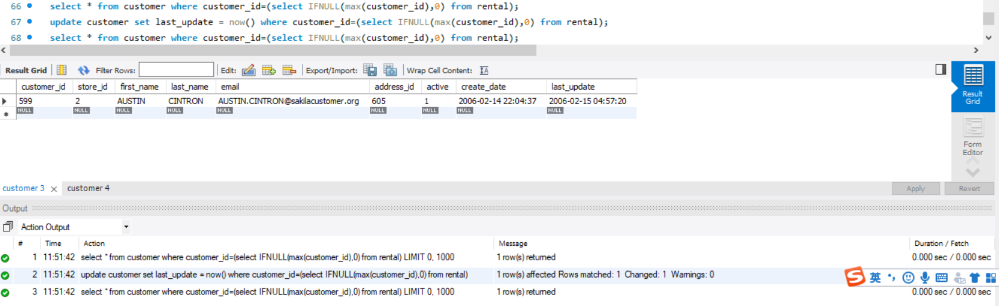 66 select * from customer where customer_id=(select IFNULL(max(customer_id),0) from rental);
67 update customer set last_update = now() where customer_id=(select IFNULL(max(customer_id),0) from rental);
68 select * from customer where customer_id=(select IFNULL(max(customer_id),0) from rental);
Result Grid Filter Rows: Edit: Export/Import: Wrap Cell Content: IA
customer_id store_id first_name last_name email address_id active create_date last_update
599 2 AUSTIN CINTRON AUSTIN.CINTRON@sakilacustomer.org 605 1 2006-02-14 22:04:37 2006-02-15 04:57:20
NULL NULL NULL NULL NULL NULL NULL NULL NULL
Result
Grid
Form
Editor
customer 3 × customer 4 Apply Revert
Output
Action Output
# Time Action Message Duration / Fetch
1 11:51:42 select * from customer where customer_id=(select IFNULL(max(customer_id),0) from rental) LIMIT 0, 1000 1 row(s) returned 0.000 sec / 0.000 sec
2 11:51:42 update customer set last_update = now() where customer_id=(select IFNULL(max(customer_id),0) from rental) 1 row(s) affected Rows matched: 1 Changed: 1 Warnings: 0
S 英
3 11:51:42 select * from customer where customer_id=(select IFNULL(max(customer_id),0) from rental) LIMIT 0, 1000 1 row(s) returned 0.000 sec / 0.000 sec